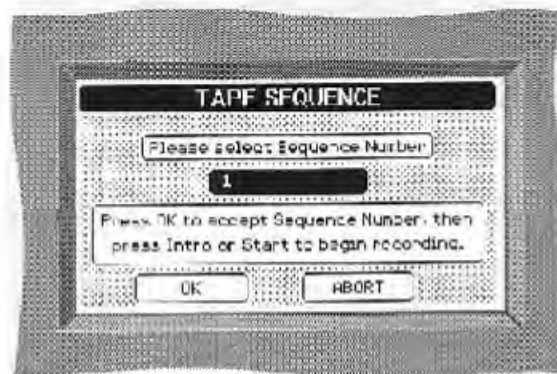 TAPE SEQUENCE
Please select Sequence Number
1
Press OK to accept Sequence Number, then
press Intro or Start to begin recording.
OK
ABORT